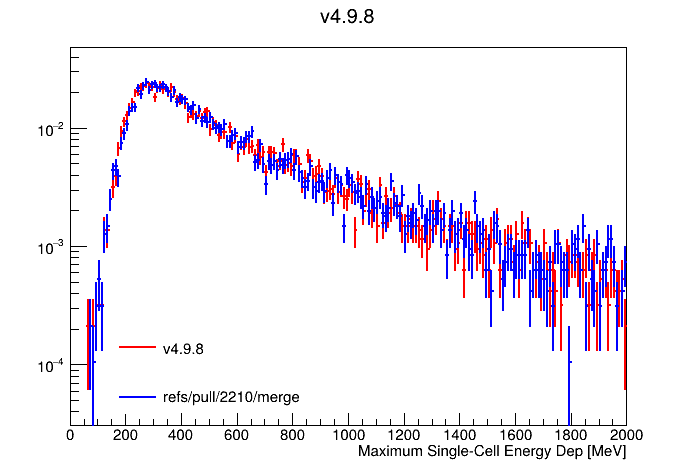 v4.9.8
10⁻²
10⁻³
10⁻⁴
v4.9.8
refs/pull/2210/merge
0 200 400 600 800 1000 1200 1400 1600 1800 2000
Maximum Single-Cell Energy Dep [MeV]